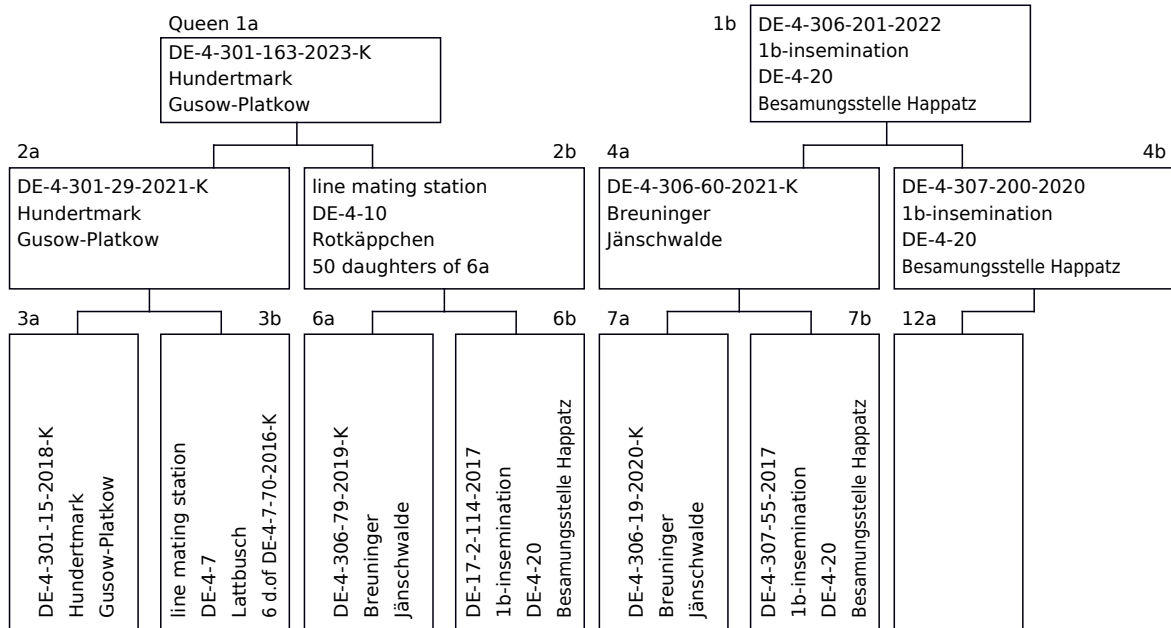 Queen 1a
DE-4-301-163-2023-K
Hundertmark
Gusow-Platkow
1b
DE-4-306-201-2022
1b-insemination
DE-4-20
Besamungsstelle Happatz
2a
DE-4-301-29-2021-K
Hundertmark
Gusow-Platkow
2b
line mating station
DE-4-10
Rotkäppchen
50 daughters of 6a
4a
DE-4-306-60-2021-K
Breuninger
Jänschwalde
4b
DE-4-307-200-2020
1b-insemination
DE-4-20
Besamungsstelle Happatz
3a
DE-4-301-15-2018-K
Hundertmark
Gusow-Platkow
3b
line mating station
DE-4-7
Lattbusch
6 d.of DE-4-7-70-2016-K
6a
DE-4-306-79-2019-K
Breuninger
Jänschwalde
6b
DE-17-2-114-2017
1b-insemination
DE-4-20
Besamungsstelle Happatz
7a
DE-4-306-19-2020-K
Breuninger
Jänschwalde
7b
DE-4-307-55-2017
1b-insemination
DE-4-20
Besamungsstelle Happatz
12a